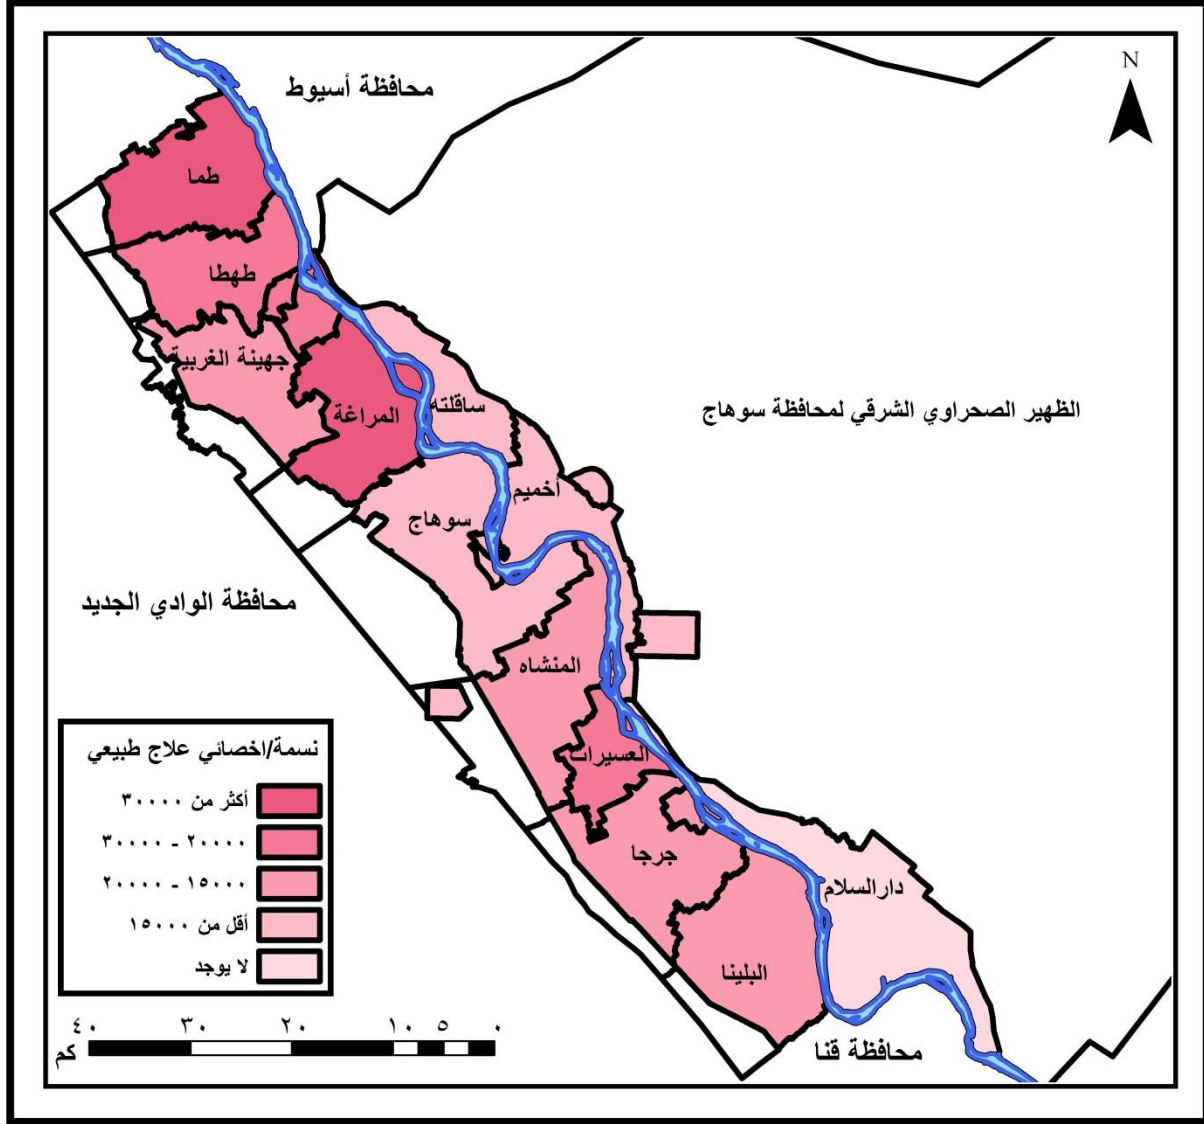 محافظة أسيوط
N
طما
طهطا
جهينة الغربية
المراغة
ساقلته
الظهير الصحراوي الشرقي لمحافظة سوهاج
أخميم
سوهاج
محافظة الوادي الجديد
المنشاه
العسيرات
جرجا
دارالسلام
البلينا
محافظة قنا
نسمة/اخصائي علاج طبيعي
أكثر من ٣٠٠٠٠
٢٠٠٠٠ - ٣٠٠٠٠
١٥٠٠٠ - ٢٠٠٠٠
أقل من ١٥٠٠٠
لا يوجد
٤٠ ٣٠ ٢٠ ١٠ ٥ ٠
كم